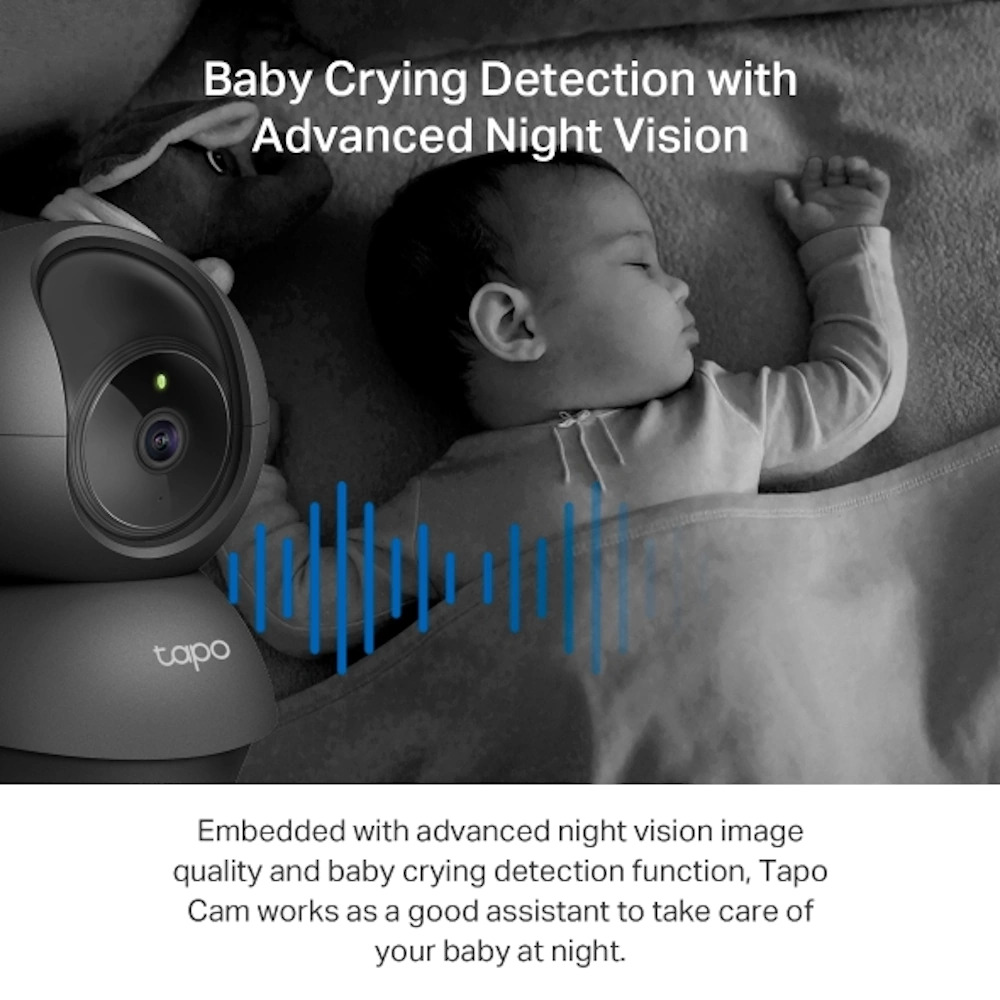 Baby Crying Detection with
Advanced Night Vision
tapo
Embedded with advanced night vision image
quality and baby crying detection function, Tapo
Cam works as a good assistant to take care of
your baby at night.